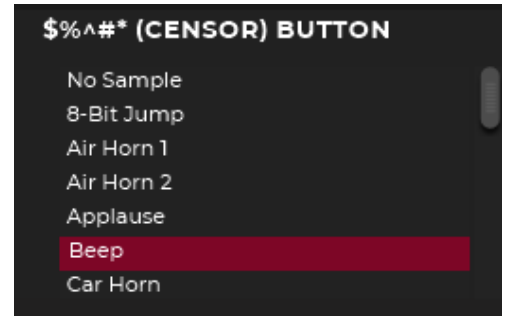 $%^#* (CENSOR) BUTTON
No Sample
8-Bit Jump
Air Horn 1
Air Horn 2
Applause
Beep
Car Horn